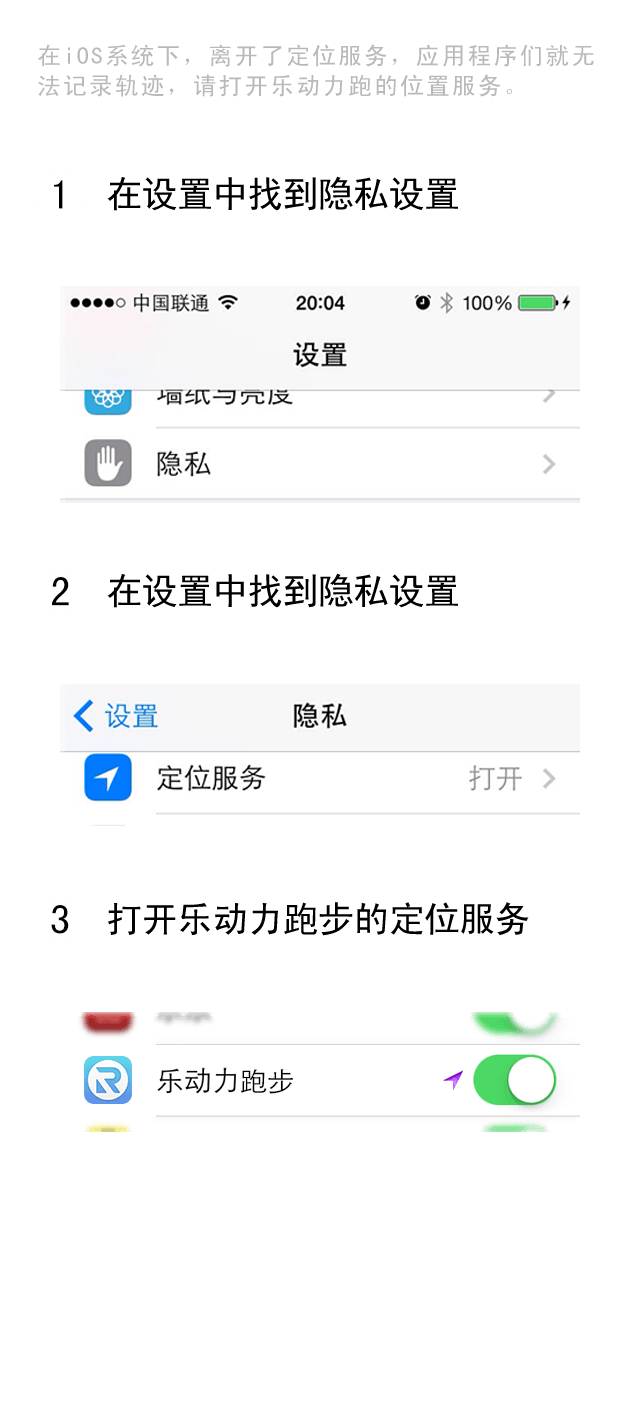 在iOS系统下，离开了定位服务，应用程序们就无
法记录轨迹，请打开乐动力跑的位置服务。
1 在设置中找到隐私设置
中国联通 20:04 100%
设置
墙纸与亮度
隐私
2 在设置中找到隐私设置
设置 隐私
定位服务 打开
3 打开乐动力跑步的定位服务
乐动力跑步